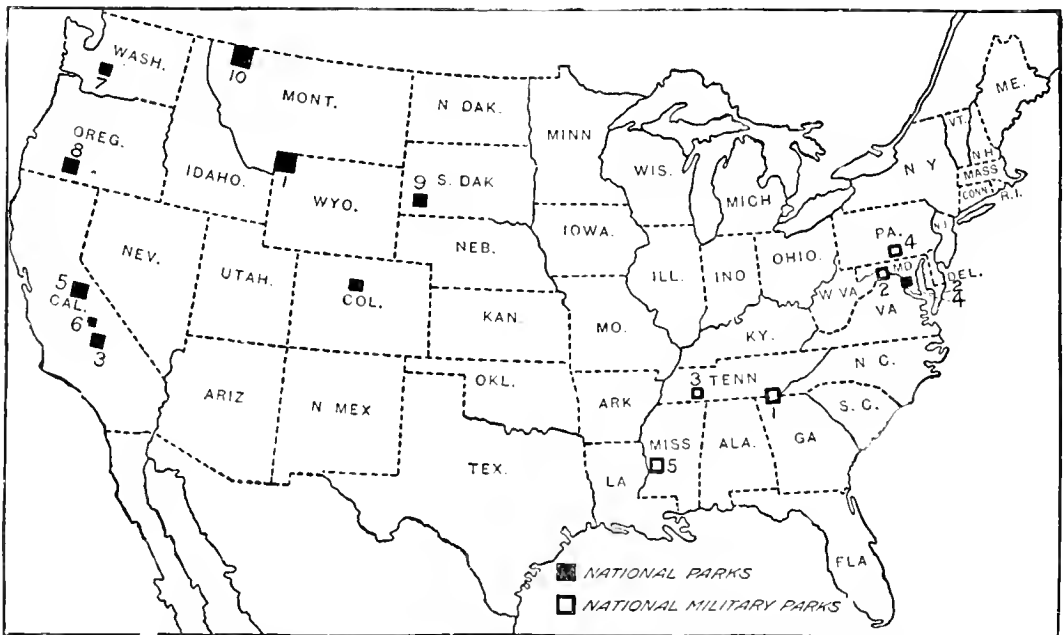 WASH.
7
10
MONT.
N DAK.
MINN
ME.
OREG.
8
IDAHO.
1
WYO.
9
S. DAK
WIS.
MICH
N Y
VT.
N H
MASS
CONN
R.I.
NEV.
UTAH.
COL.
NEB.
IOWA.
ILL.
IND
OHIO.
PA.
4
N.J.
5
CAL.
6
3
KAN.
MO.
KY.
W VA
2
MD
DEL.
2
4
VA
ARIZ
N MEX
OKL.
ARK
3
TENN
1
N C.
S. C.
TEX.
LA
MISS
5
ALA.
GA
FLA
NATIONAL PARKS
NATIONAL MILITARY PARKS